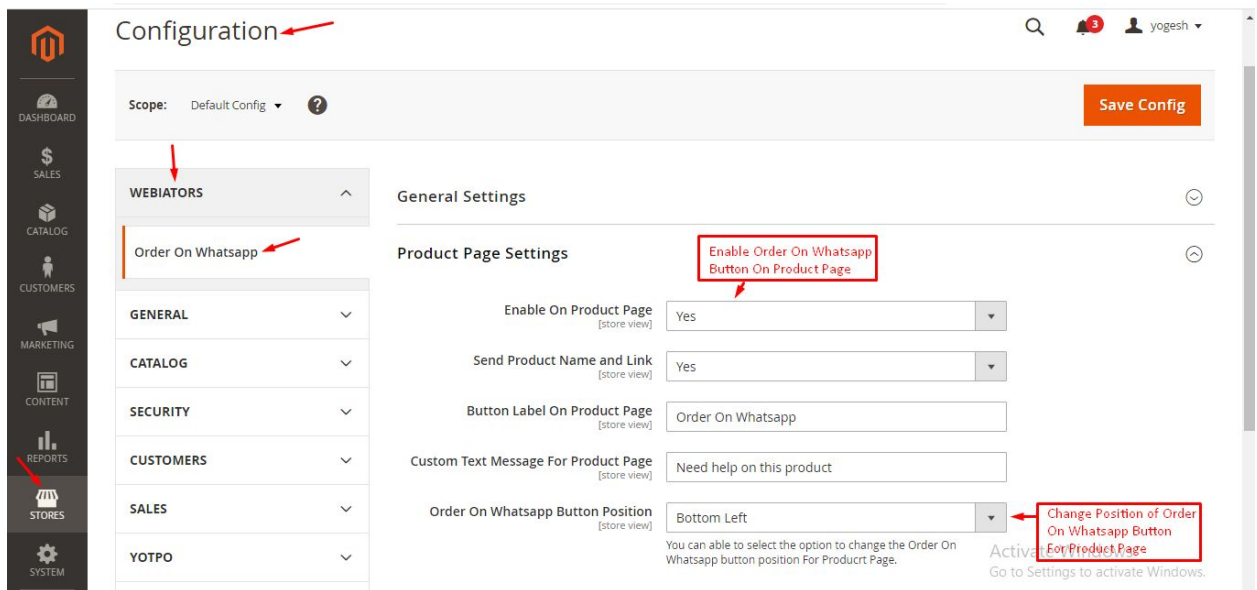 Configuration
3
yogesh
DASHBOARD
SALES
CATALOG
CUSTOMERS
MARKETING
CONTENT
REPORTS
STORES
SYSTEM
Scope: Default Config ?
Save Config
WEBIATORS
Order On Whatsapp
GENERAL
CATALOG
SECURITY
CUSTOMERS
SALES
YOTPO
General Settings
Product Page Settings
Enable Order On Whatsapp
Button On Product Page
Enable On Product Page
[store view]
Yes
Send Product Name and Link
[store view]
Yes
Button Label On Product Page
[store view]
Order On Whatsapp
Custom Text Message For Product Page
[store view]
Need help on this product
Order On Whatsapp Button Position
[store view]
Bottom Left
You can able to select the option to change the Order On
Whatsapp button position For Producrt Page.
Change Position of Order
On Whatsapp Button
For Product Page
Activate Windows
Go to Settings to activate Windows.